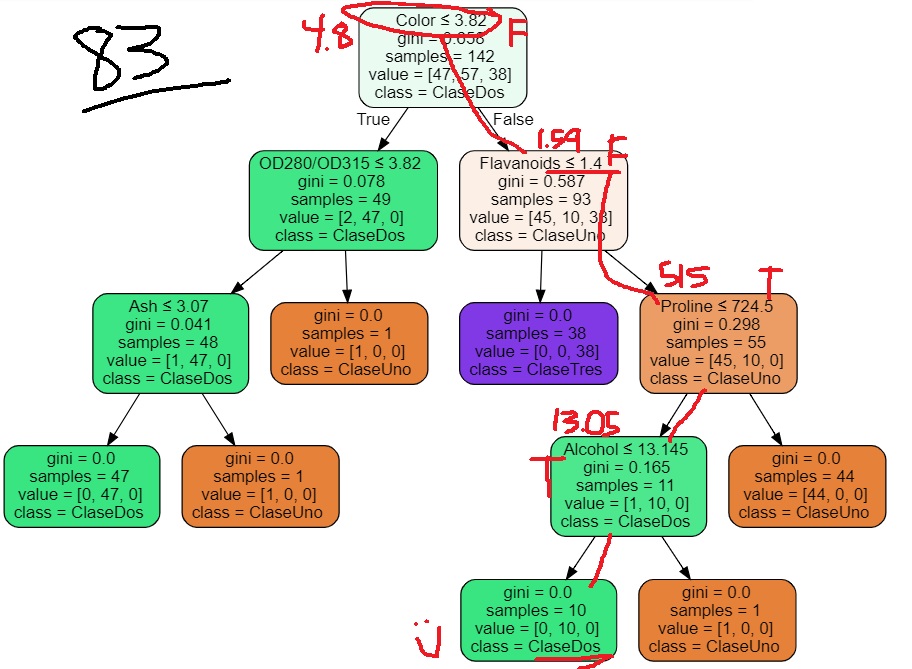 83
4.8
Color ≤ 3.82
F
gini = 0.658
samples = 142
value = [47, 57, 38]
class = ClaseDos
True
False
1.59
F
OD280/OD315 ≤ 3.82
gini = 0.078
samples = 49
value = [2, 47, 0]
class = ClaseDos
Flavanoids ≤ 1.4
gini = 0.587
samples = 93
value = [45, 10, 38]
class = ClaseUno
515
T
Ash ≤ 3.07
gini = 0.041
samples = 48
value = [1, 47, 0]
class = ClaseDos
gini = 0.0
samples = 1
value = [1, 0, 0]
class = ClaseUno
gini = 0.0
samples = 38
value = [0, 0, 38]
class = ClaseTres
Proline ≤ 724.5
gini = 0.298
samples = 55
value = [45, 10, 0]
class = ClaseUno
13.05
T
gini = 0.0
samples = 47
value = [0, 47, 0]
class = ClaseDos
gini = 0.0
samples = 1
value = [1, 0, 0]
class = ClaseUno
Alcohol ≤ 13.145
gini = 0.165
samples = 11
value = [1, 10, 0]
class = ClaseDos
gini = 0.0
samples = 44
value = [44, 0, 0]
class = ClaseUno
gini = 0.0
samples = 10
value = [0, 10, 0]
class = ClaseDos
gini = 0.0
samples = 1
value = [1, 0, 0]
class = ClaseUno